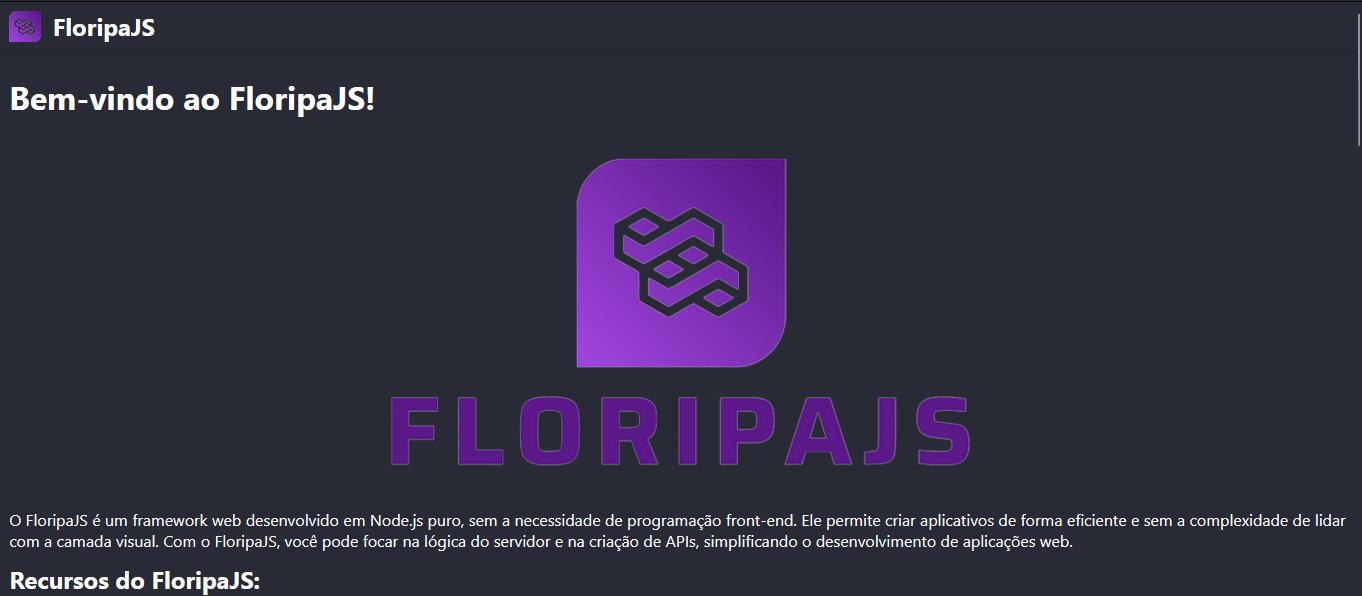 FloripaJS
Bem-vindo ao FloripaJS!
FLORIPAJS
O FloripaJS é um framework web desenvolvido em Node.js puro, sem a necessidade de programação front-end. Ele permite criar aplicativos de forma eficiente e sem a complexidade de lidar
com a camada visual. Com o FloripaJS, você pode focar na lógica do servidor e na criação de APIs, simplificando o desenvolvimento de aplicações web.
Recursos do FloripaJS: